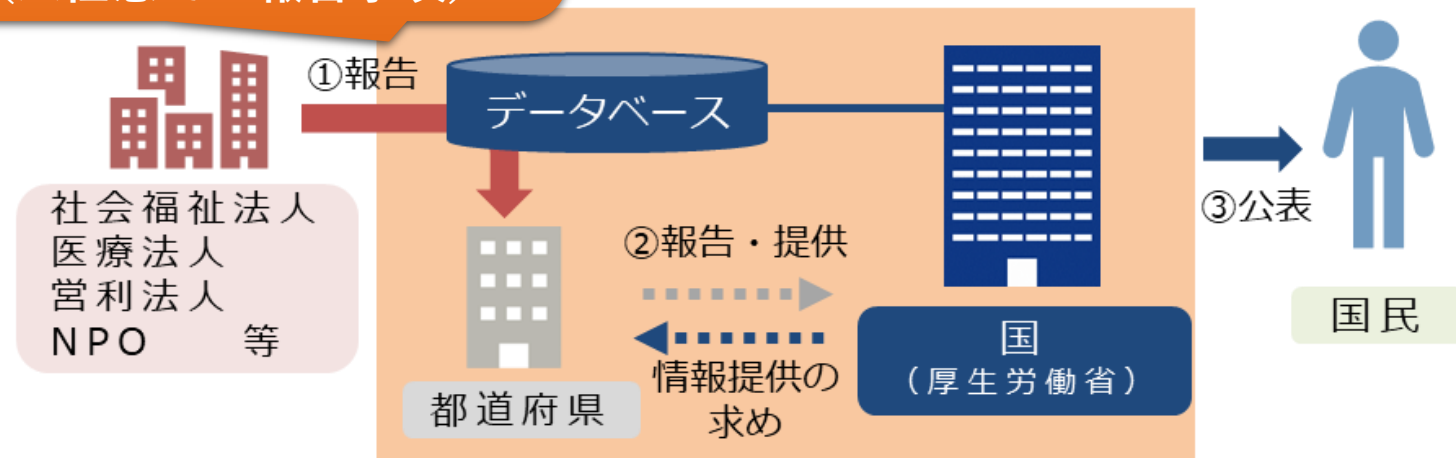 ①報告
データベース
社会福祉法人
医療法人
営利法人
NPO 等
②報告・提供
情報提供の
求め
都道府県
国
（厚生労働省）
③公表
国民